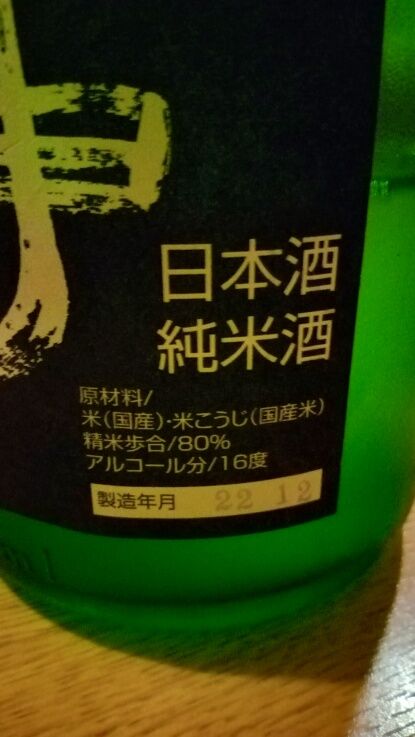 日本酒
純米酒
原材料/
米(国産)・米こうじ(国産米)
精米歩合/80%
アルコール分/16度
製造年月 22 12